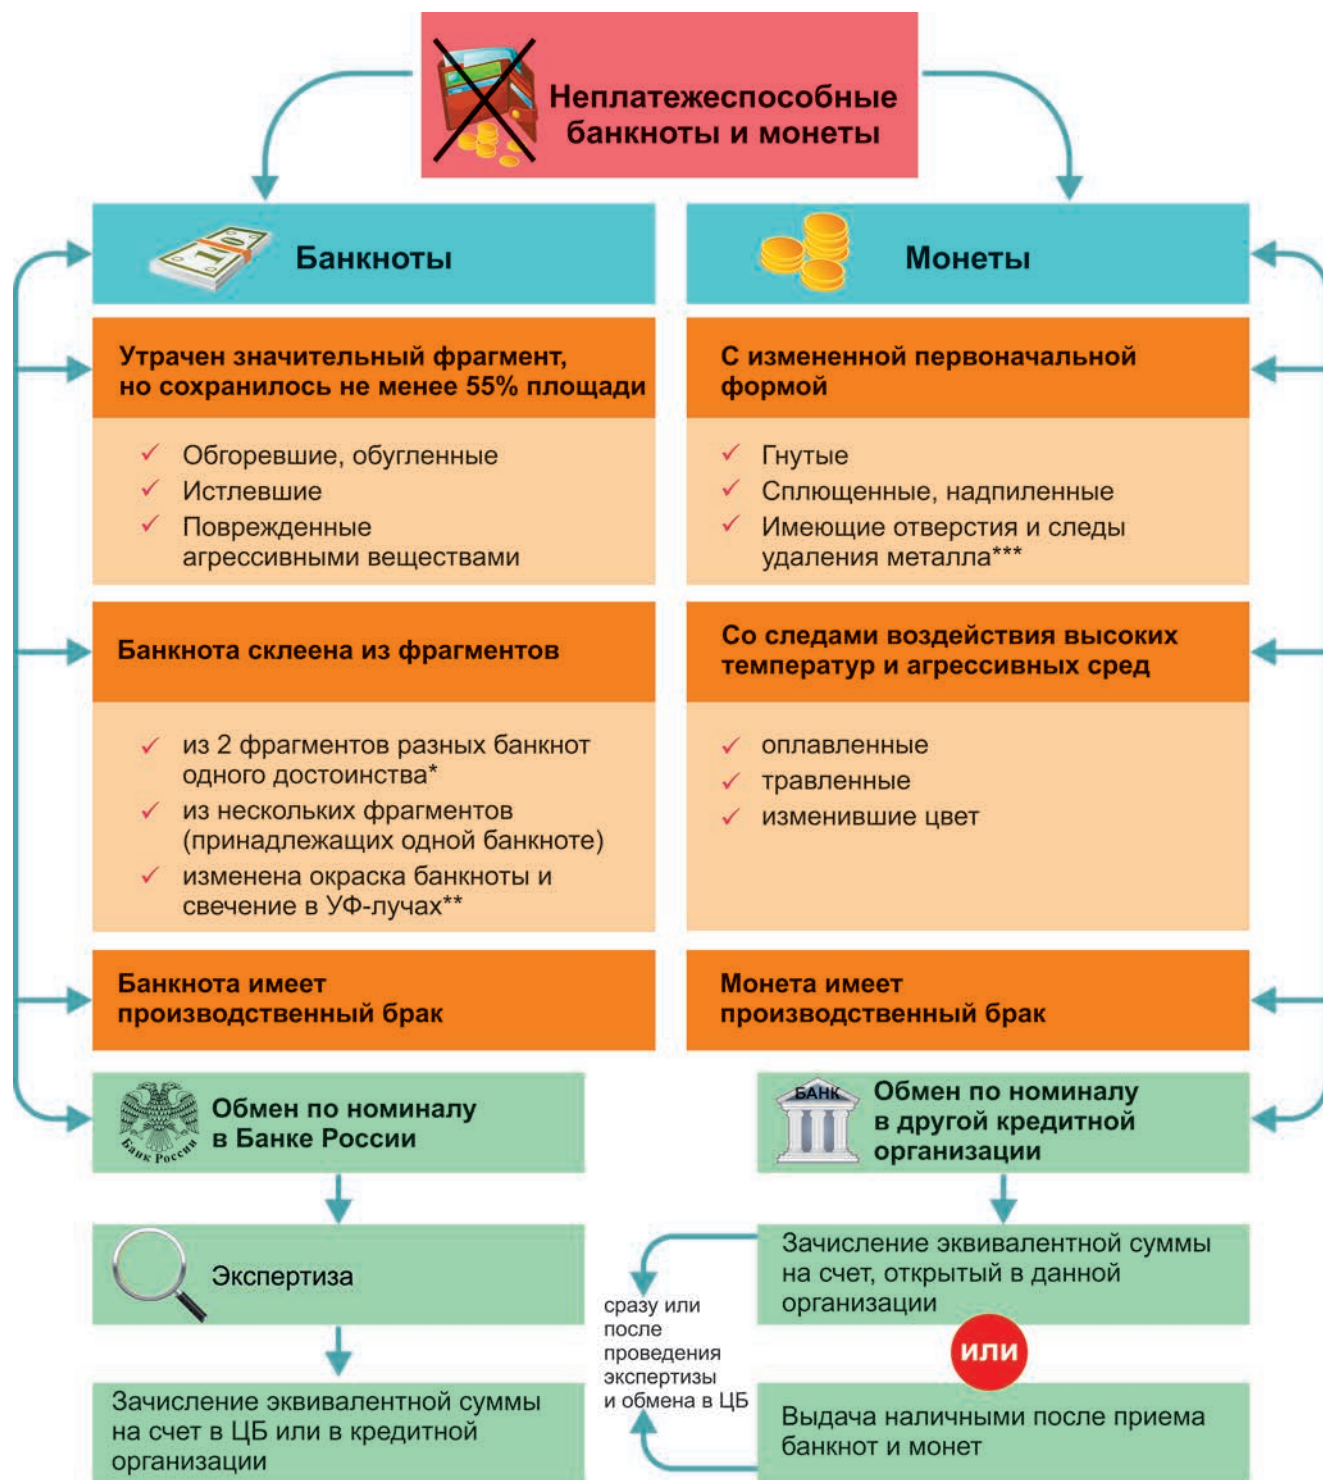 Неплатежеспособные
банкноты и монеты
Банкноты
Утрачен значительный фрагмент,
но сохранилось не менее 55% площади
Обгоревшие, обугленные
Истлевшие
Поврежденные
агрессивными веществами
Банкнота склеена из фрагментов
из 2 фрагментов разных банкнот
одного достоинства*
из нескольких фрагментов
(принадлежащих одной банкноте)
изменена окраска банкноты и
свечение в УФ-лучах**
Банкнота имеет
производственный брак
Монеты
С измененной первоначальной
формой
Гнутые
Сплющенные, надпиленные
Имеющие отверстия и следы
удаления металла***
Со следами воздействия высоких
температур и агрессивных сред
оплавленные
травленные
изменившие цвет
Монета имеет
производственный брак
Банк России
Обмен по номиналу
в Банке России
Экспертиза
Зачисление эквивалентной суммы
на счет в ЦБ или в кредитной
организации
БАНК
Обмен по номиналу
в другой кредитной
организации
Зачисление эквивалентной суммы
на счет, открытый в данной
организации
или
Выдача наличными после приема
банкнот и монет
сразу или
после
проведения
экспертизы
и обмена в ЦБ